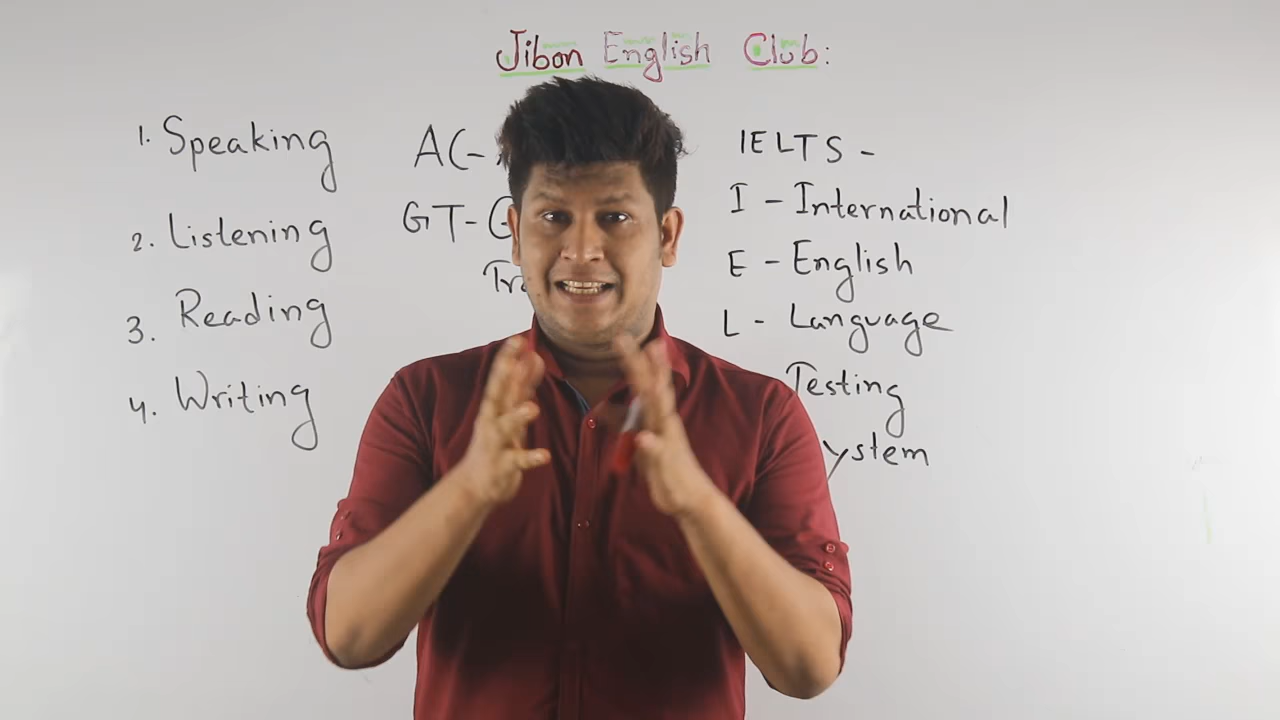 Jibon English Club:
1. Speaking
2. Listening
3. Reading
4. Writing
AC-
GT-
IELTS -
I - International
E - English
L - Language
Testing
ystem